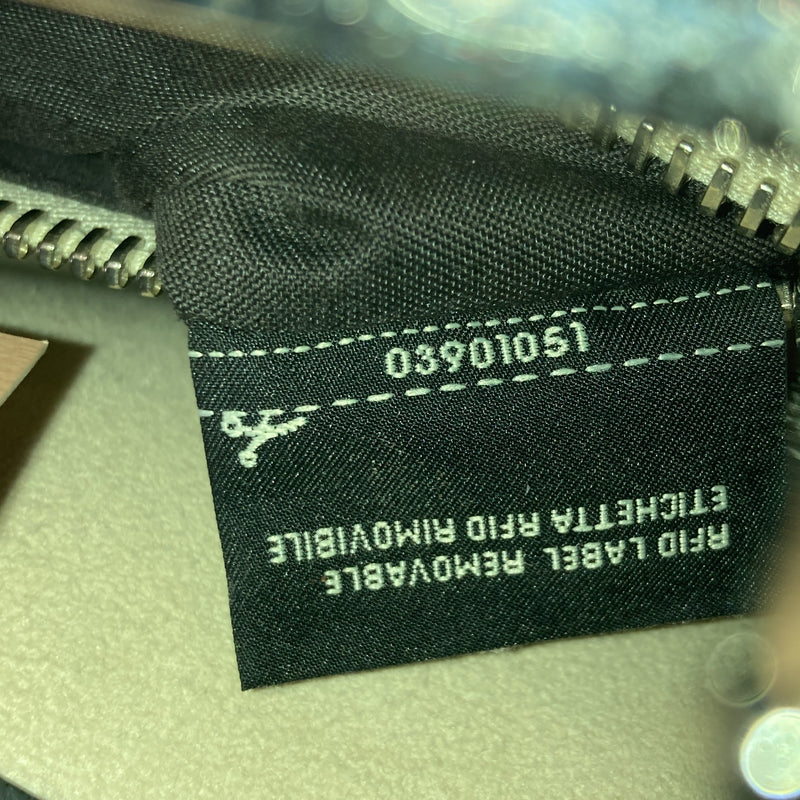 03901051
RFID LABEL REMOVABLE
ETICHETTA RFID RIMOVIBILE